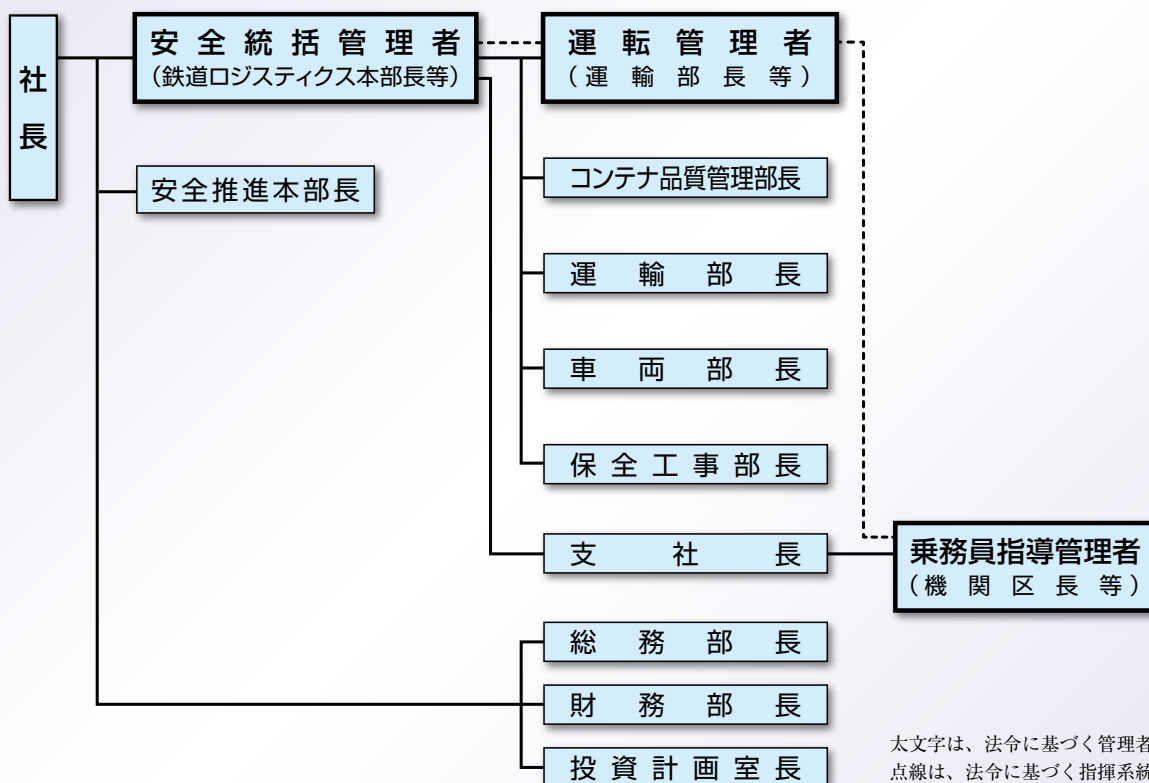 社長
安全統括管理者
(鉄道ロジスティクス本部長等)
運転管理者
(運輸部長等)
安全推進本部長
コンテナ品質管理部長
運輸部長
車両部長
保全工事部長
支社長
乗務員指導管理者
(機関区長等)
総務部長
財務部長
投資計画室長
太文字は、法令に基づく管理者
点線は、法令に基づく指揮系統